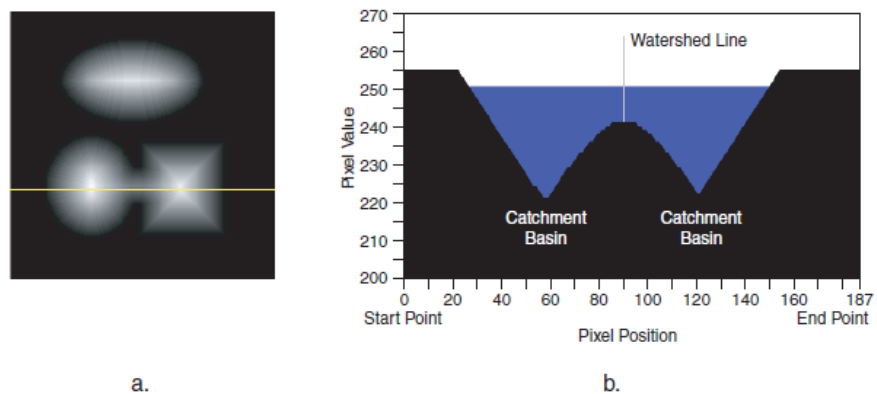 270
260
250
240
230
220
210
200
Pixel Value
Watershed Line
Catchment
Basin
Catchment
Basin
0 20 40 60 80 100 120 140 160 187
Start Point
End Point
Pixel Position
a.
b.